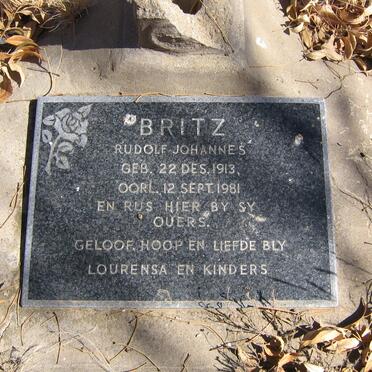 BRITZ
RUDOLF JOHANNES
GEB. 22 DES. 1913.
OORL. 12 SEPT. 1981
EN RUS HIER BY SY
OUERS.
GELOOF, HOOP EN LIEFDE BLY
LOURENSA EN KINDERS